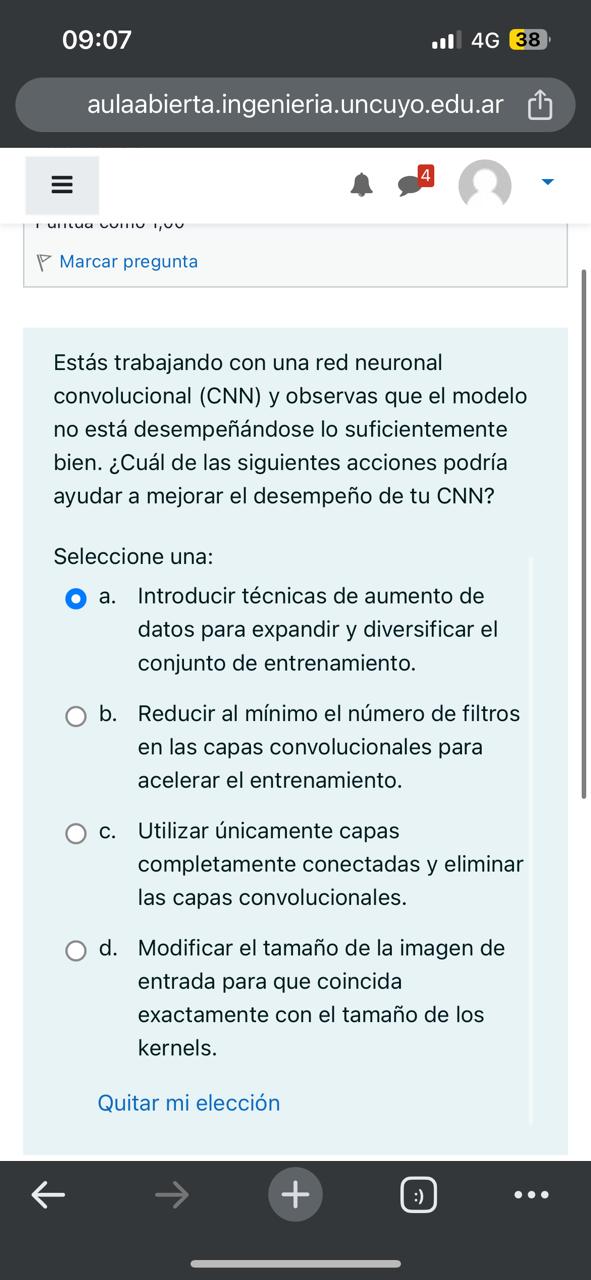 09:07
4G 38
aulaabierta.ingenieria.uncuyo.edu.ar
4
Puntúa como 1,00
Marcar pregunta
Estás trabajando con una red neuronal
convolucional (CNN) y observas que el modelo
no está desempeñándose lo suficientemente
bien. ¿Cuál de las siguientes acciones podría
ayudar a mejorar el desempeño de tu CNN?
Seleccione una:
a. Introducir técnicas de aumento de
datos para expandir y diversificar el
conjunto de entrenamiento.
b. Reducir al mínimo el número de filtros
en las capas convolucionales para
acelerar el entrenamiento.
c. Utilizar únicamente capas
completamente conectadas y eliminar
las capas convolucionales.
d. Modificar el tamaño de la imagen de
entrada para que coincida
exactamente con el tamaño de los
kernels.
Quitar mi elección
:)